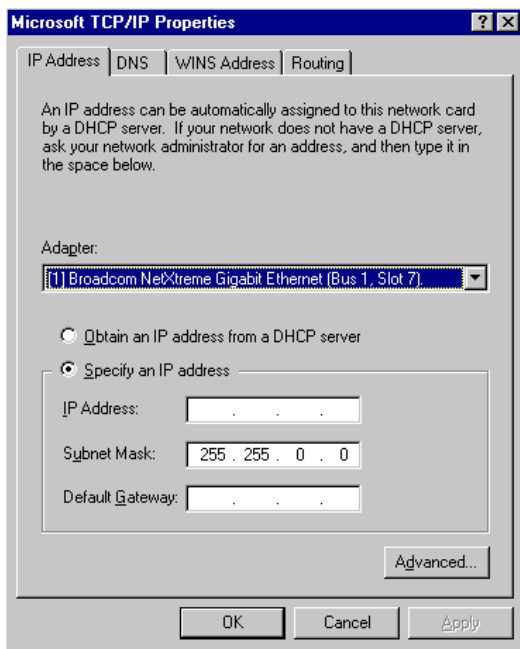 Microsoft TCP/IP Properties
IP Address DNS WINS Address Routing
An IP address can be automatically assigned to this network card
by a DHCP server. If your network does not have a DHCP server,
ask your network administrator for an address, and then type it in
the space below.
Adapter:
[1] Broadcom NetXtreme Gigabit Ethernet (Bus 1, Slot 7).
Obtain an IP address from a DHCP server
Specify an IP address
IP Address: . . .
Subnet Mask: 255 . 255 . 0 . 0
Default Gateway: . . .
Advanced...
OK Cancel Apply